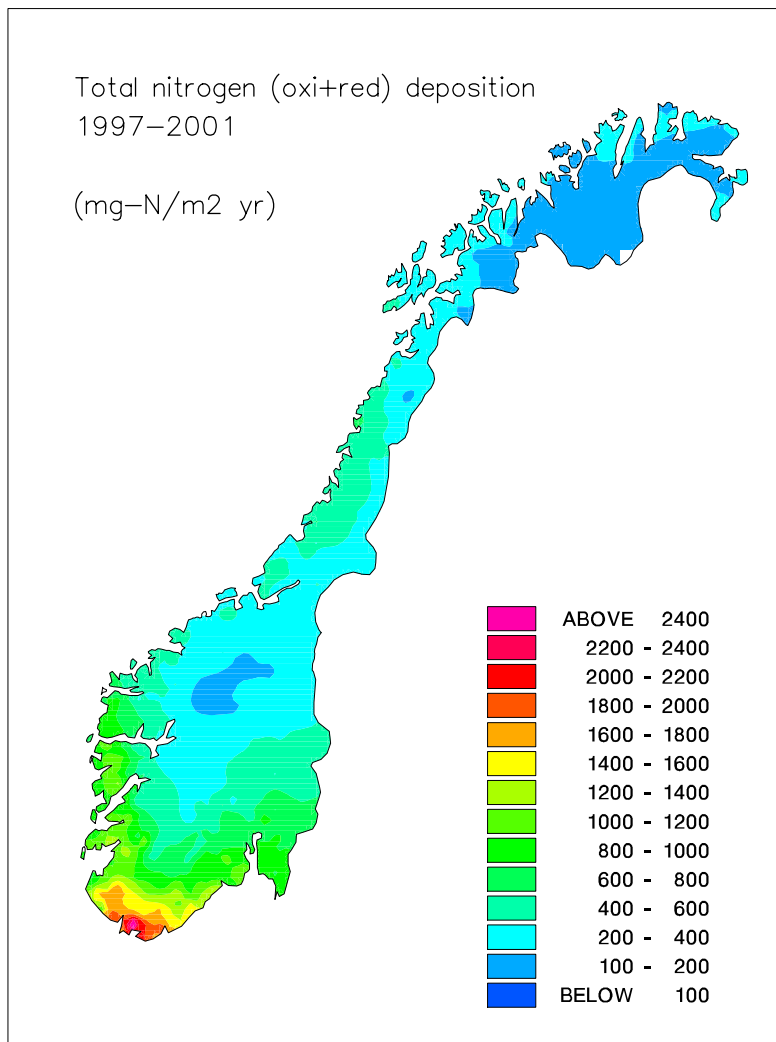 Total nitrogen (oxi+red) deposition
1997-2001
(mg-N/m2 yr)
ABOVE 2400
2200 - 2400
2000 - 2200
1800 - 2000
1600 - 1800
1400 - 1600
1200 - 1400
1000 - 1200
800 - 1000
600 - 800
400 - 600
200 - 400
100 - 200
BELOW 100